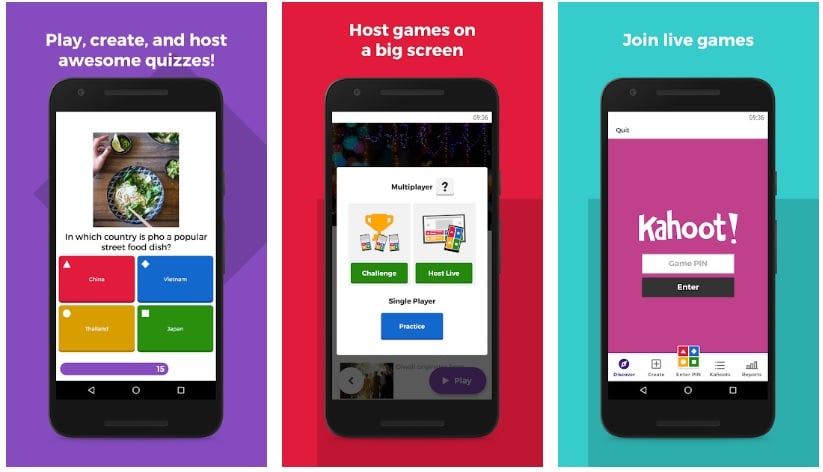 Play, create, and host
awesome quizzes!
In which country is pho a popular
street food dish?
China
Vietnam
Thailand
Japan
15
Host games on
a big screen
09:36
Multiplayer ?
Challenge
Host Live
Single Player
Practice
Diwali originates from
Play
Join live games
09:36
Quit
Kahoot!
Game PIN
Enter
Discover
Create
Enter PIN
Kahoots
Reports